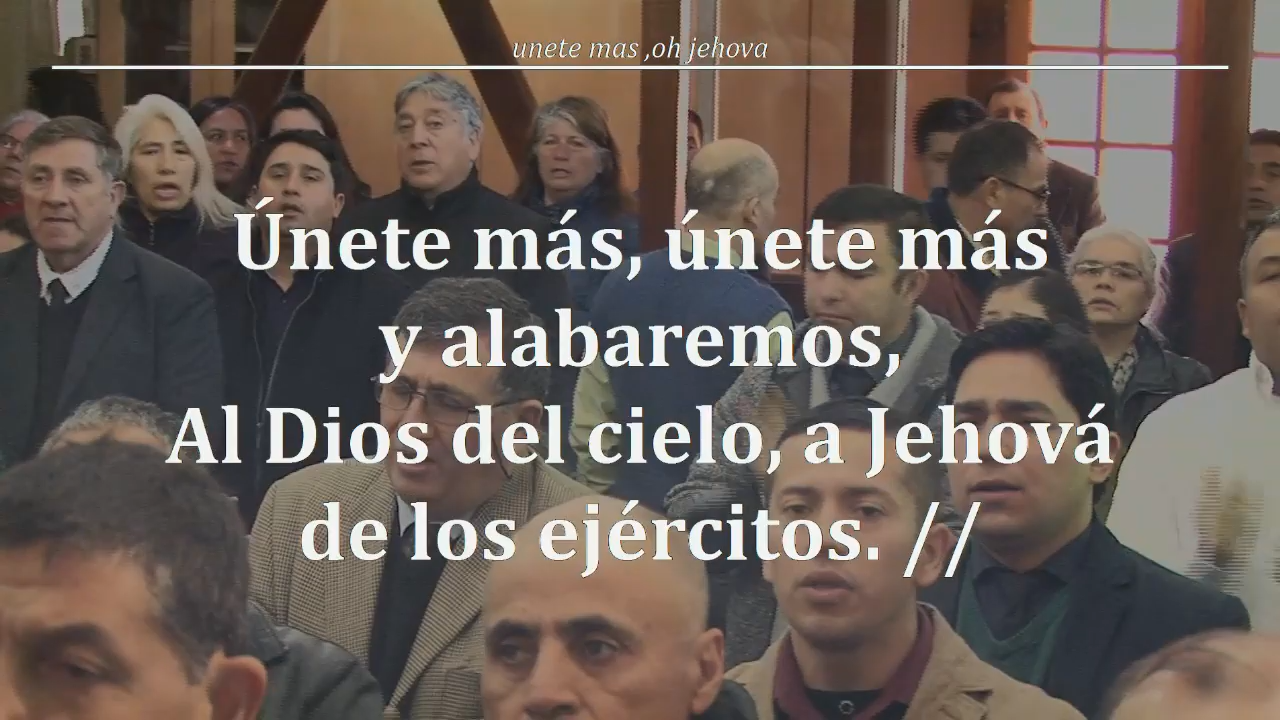 unete mas ,oh jehova
Únete más, únete más
y alabaremos,
Al Dios del cielo, a Jehová
de los ejércitos. //